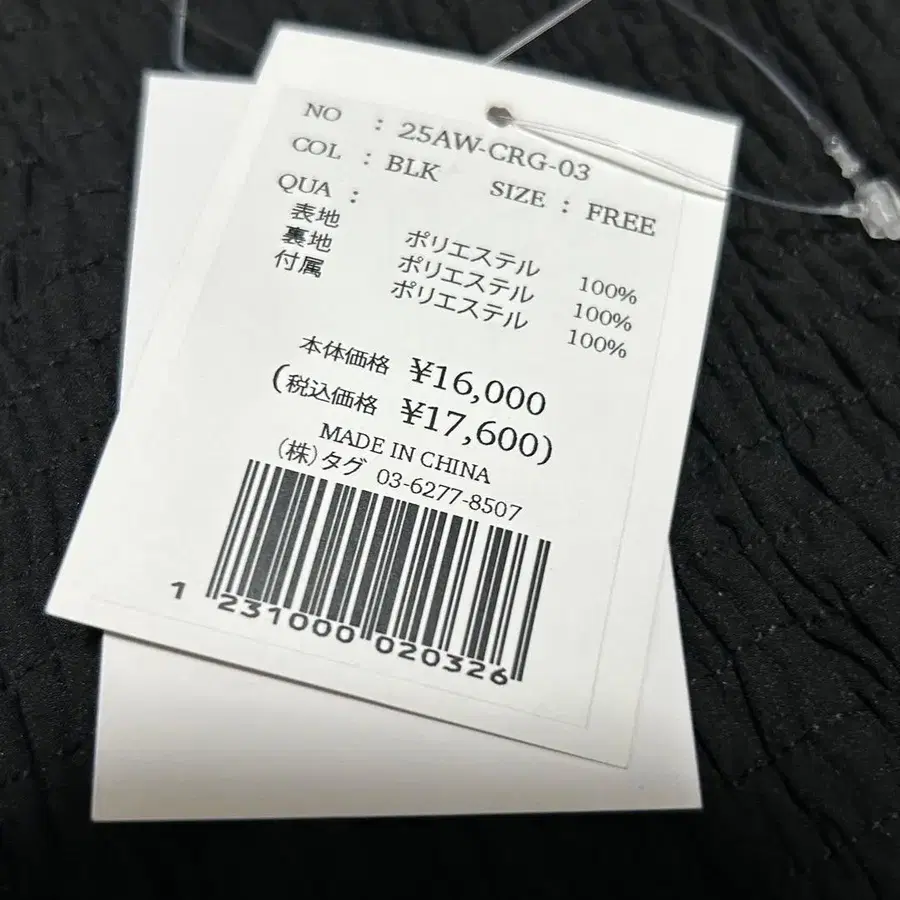 NO : 25AW-CRG-03
COL : BLK SIZE : FREE
QUA :
表地 ポリエステル 100%
裏地 ポリエステル 100%
付属 ポリエステル 100%
本体価格 ¥16,000
(税込価格 ¥17,600)
MADE IN CHINA
(株)タグ 03-6277-8507
1 231000 020326